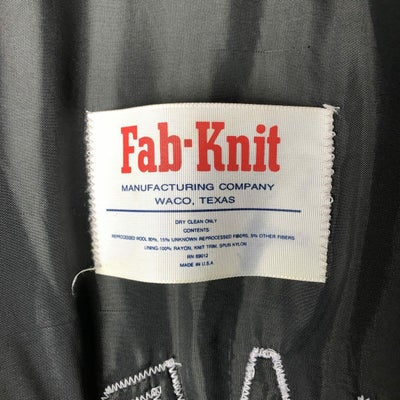 Fab-Knit
MANUFACTURING COMPANY
WACO, TEXAS
DRY CLEAN ONLY
CONTENTS:
REPROCESSED WOOL 80%, 15% UNKNOWN REPROCESSED FIBERS, 5% OTHER FIBERS
LINING-100% RAYON, KNIT TRIM, SPUN NYLON
RN 69012
MADE IN U.S.A.